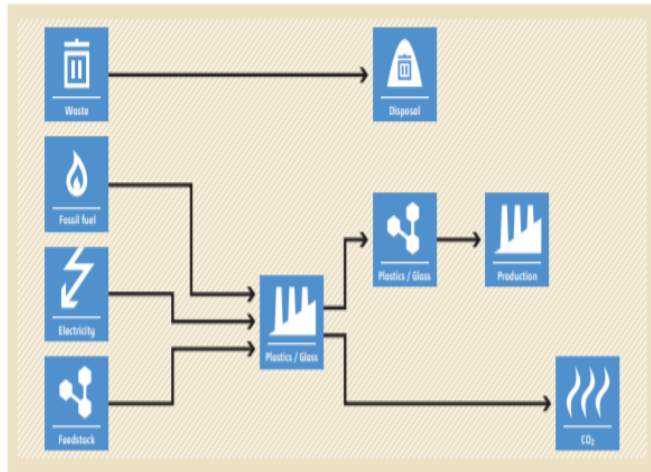 Waste
Disposal
Fossil fuel
Plastics / Glass
Production
Electricity
Plastics / Glass
Feedstock
CO₂